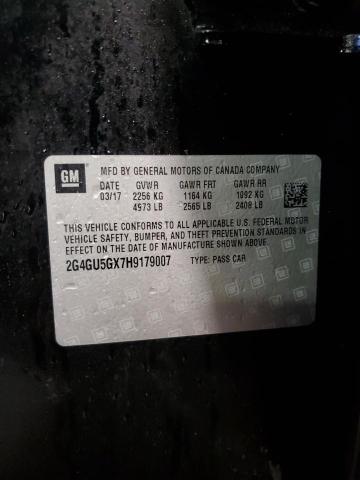 GM
MFD BY GENERAL MOTORS OF CANADA COMPANY
DATE GVWR GAWR FRT GAWR RR
03/17 2256 KG 1164 KG 1092 KG
4973 LB 2565 LB 2408 LB
THIS VEHICLE CONFORMS TO ALL APPLICABLE U.S. FEDERAL MOTOR
VEHICLE SAFETY, BUMPER, AND THEFT PREVENTION STANDARDS IN
EFFECT ON THE DATE OF MANUFACTURE SHOWN ABOVE.
2G4GU5GX7H9179007 TYPE: PASS CAR